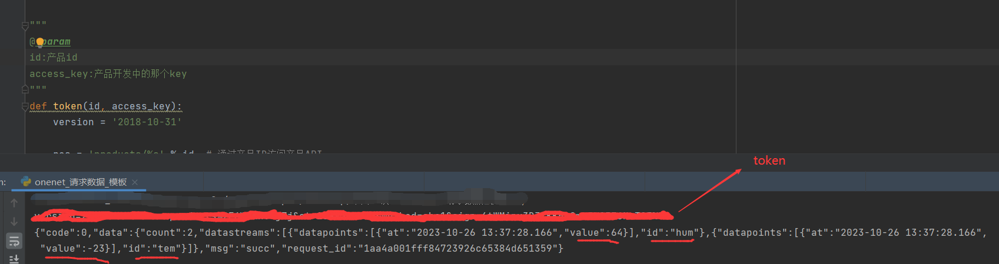 """
@param
id:产品id
access_key:产品开发中的那个key
"""
def token(id, access_key):
version = '2018-10-31'
token
onenet_请求数据_模板
{"code":0,"data":{"count":2,"datastreams":[{"datapoints":[{"at":"2023-10-26 13:37:28.166","value":64}],"id":"hum"},{"datapoints":[{"at":"2023-10-26 13:37:28.166",
"value":-23}],"id":"tem"}]},"msg":"succ","request_id":"1aa4a001fff84723926c65384d651359"}